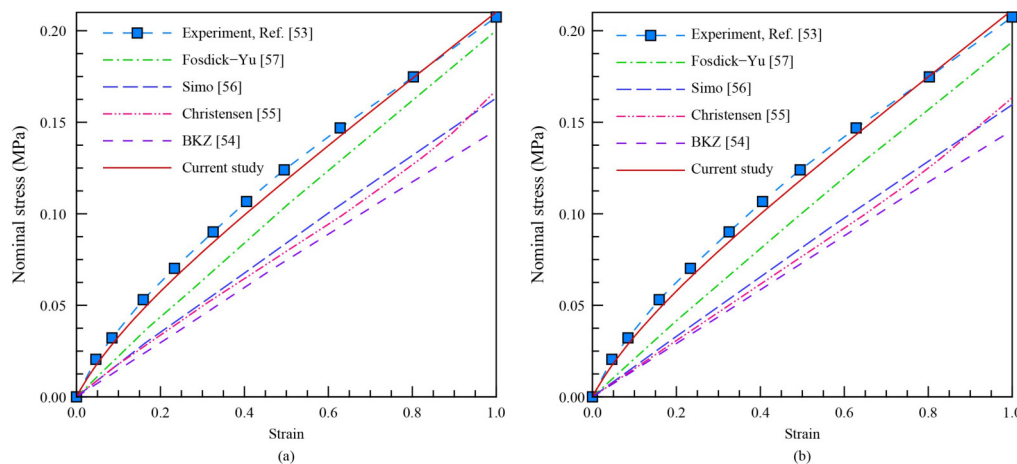 0.20
0.15
0.10
0.05
0.00
Nominal stress (MPa)
Experiment, Ref. [53]
Fosdick−Yu [57]
Simo [56]
Christensen [55]
BKZ [54]
Current study
0.0 0.2 0.4 0.6 0.8 1.0
Strain
(a)
0.20
0.15
0.10
0.05
0.00
Nominal stress (MPa)
Experiment, Ref. [53]
Fosdick−Yu [57]
Simo [56]
Christensen [55]
BKZ [54]
Current study
0.0 0.2 0.4 0.6 0.8 1.0
Strain
(b)